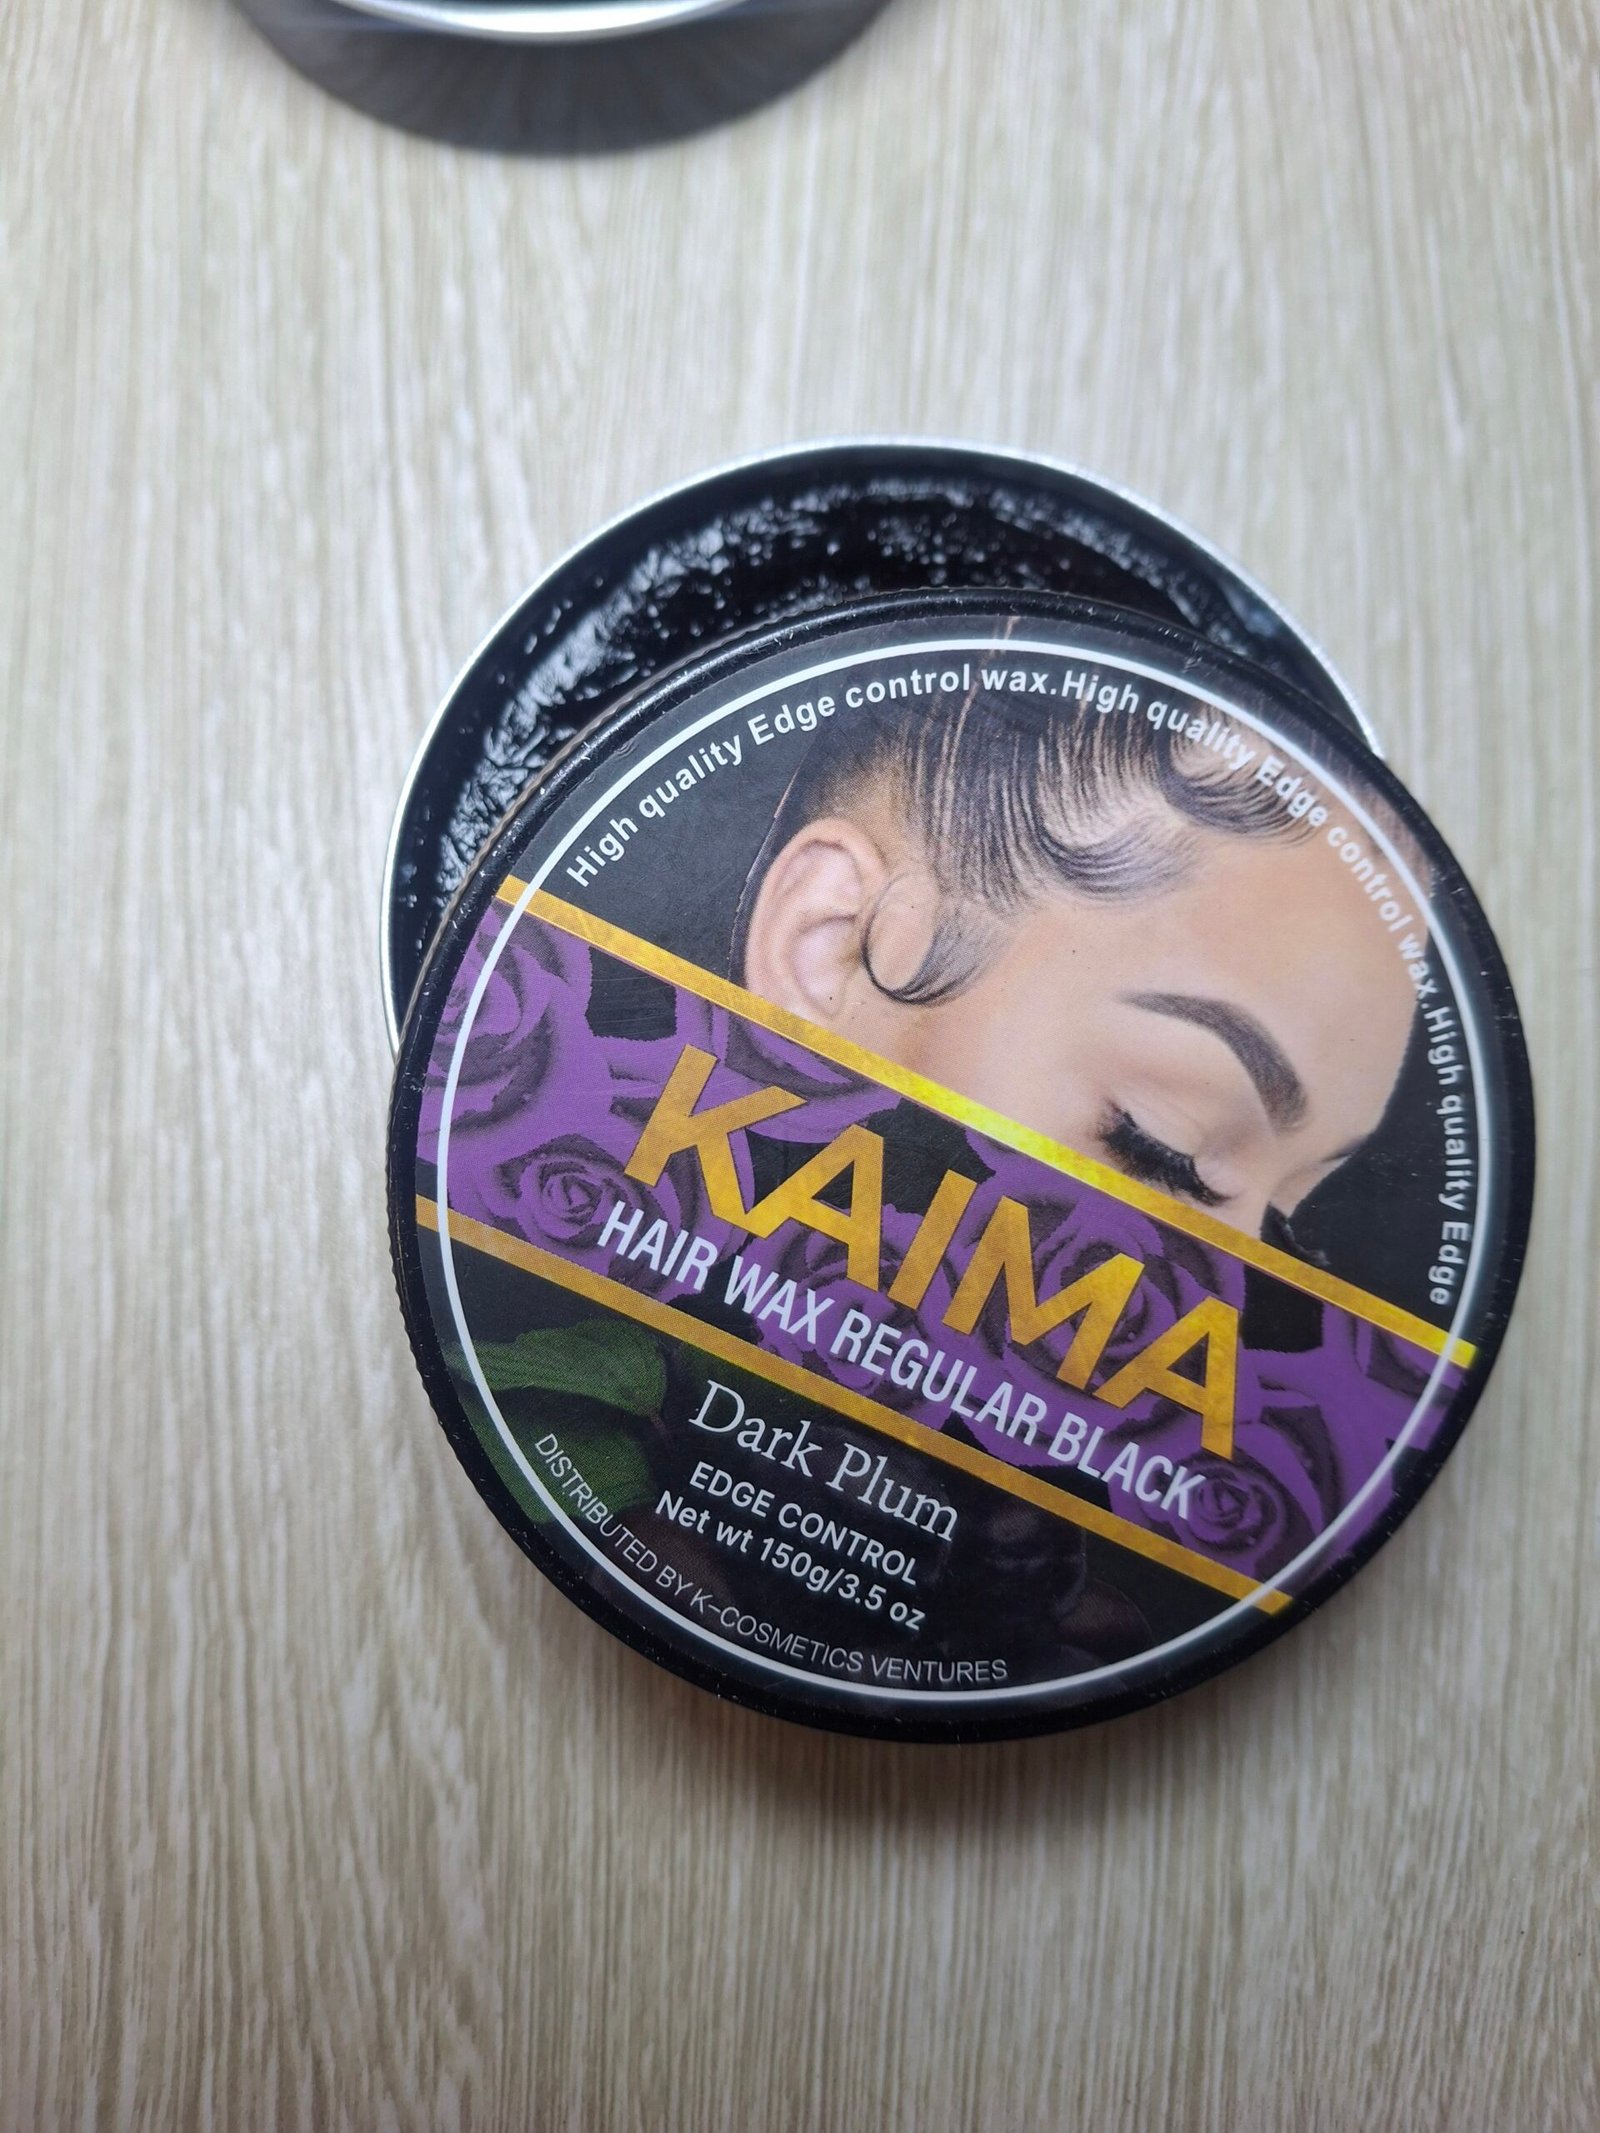 High quality Edge control wax.High quality Edge control wax.High quality Edge
KAIMA
HAIR WAX REGULAR BLACK
Dark Plum
EDGE CONTROL
Net wt 150g/3.5 oz
DISTRIBUTED BY K-COSMETICS VENTURES